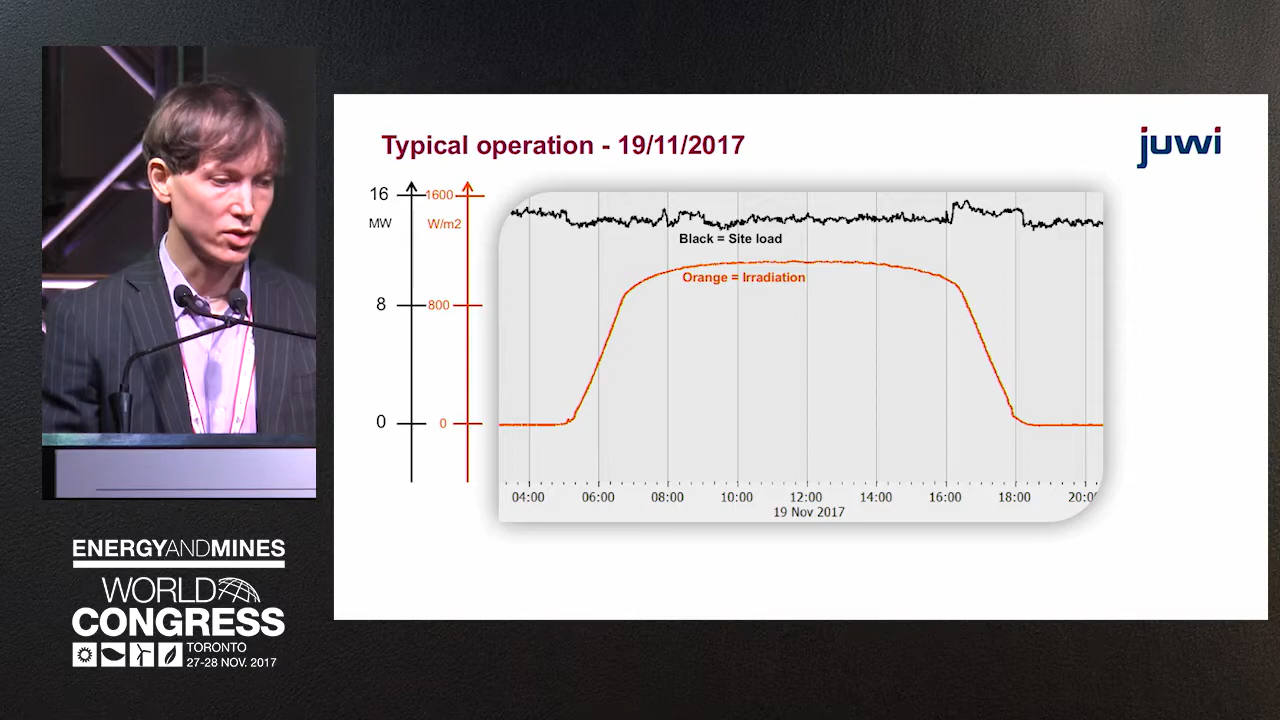 Typical operation - 19/11/2017
juwi
16
1600
MW
W/m2
Black = Site load
Orange = Irradiation
8
800
0
0
04:00 06:00 08:00 10:00 12:00 14:00 16:00 18:00 20:0
19 Nov 2017
ENERGYANDMINES
WORLD
CONGRESS
TORONTO
27-28 NOV. 2017